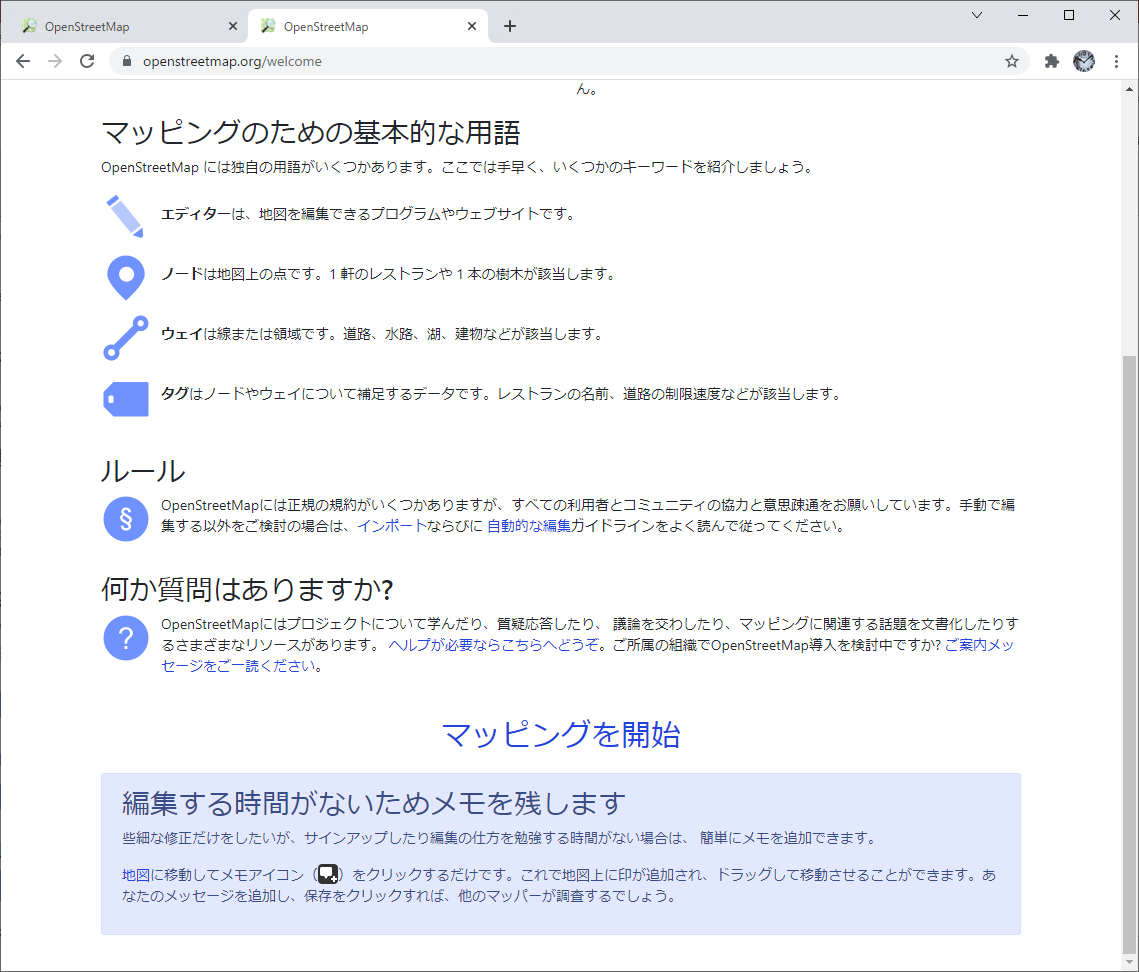 OpenStreetMap
OpenStreetMap
openstreetmap.org/welcome
ん。
マッピングのための基本的な用語
OpenStreetMap には独自の用語がいくつかあります。ここでは手早く、いくつかのキーワードを紹介しましょう。
エディターは、地図を編集できるプログラムやウェブサイトです。
ノードは地図上の点です。1 軒のレストランや 1 本の樹木が該当します。
ウェイは線または領域です。道路、水路、湖、建物などが該当します。
タグはノードやウェイについて補足するデータです。レストランの名前、道路の制限速度などが該当します。
ルール
§
OpenStreetMapには正規の規約がいくつかありますが、すべての利用者とコミュニティの協力と意思疎通をお願いしています。手動で編
集する以外をご検討の場合は、インポートならびに 自動的な編集ガイドラインをよく読んで従ってください。
何か質問はありますか?
?
OpenStreetMapにはプロジェクトについて学んだり、質疑応答したり、 議論を交わしたり、マッピングに関連する話題を文書化したりす
るさまざまなリソースがあります。 ヘルプが必要ならこちらへどうぞ。ご所属の組織でOpenStreetMap導入を検討中ですか? ご案内メッ
セージをご一読ください。
マッピングを開始
編集する時間がないためメモを残します
些細な修正だけをしたいが、サインアップしたり編集の仕方を勉強する時間がない場合は、 簡単にメモを追加できます。
地図に移動してメモアイコン（）をクリックするだけです。これで地図上に印が追加され、ドラッグして移動させることができます。あ
なたのメッセージを追加し、保存をクリックすれば、他のマッパーが調査するでしょう。